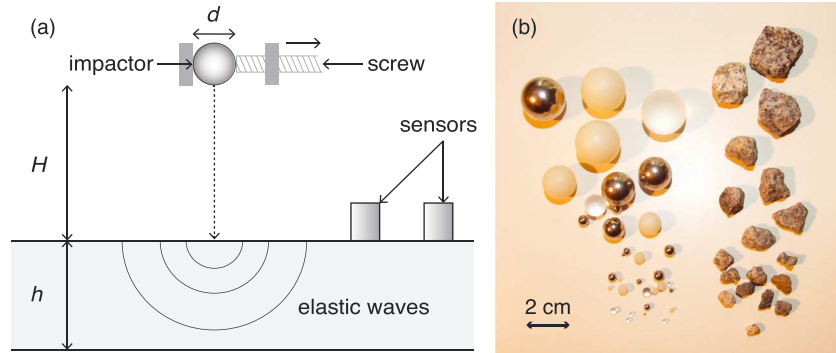 (a)
d
impactor
screw
sensors
H
h
elastic waves
(b)
2 cm